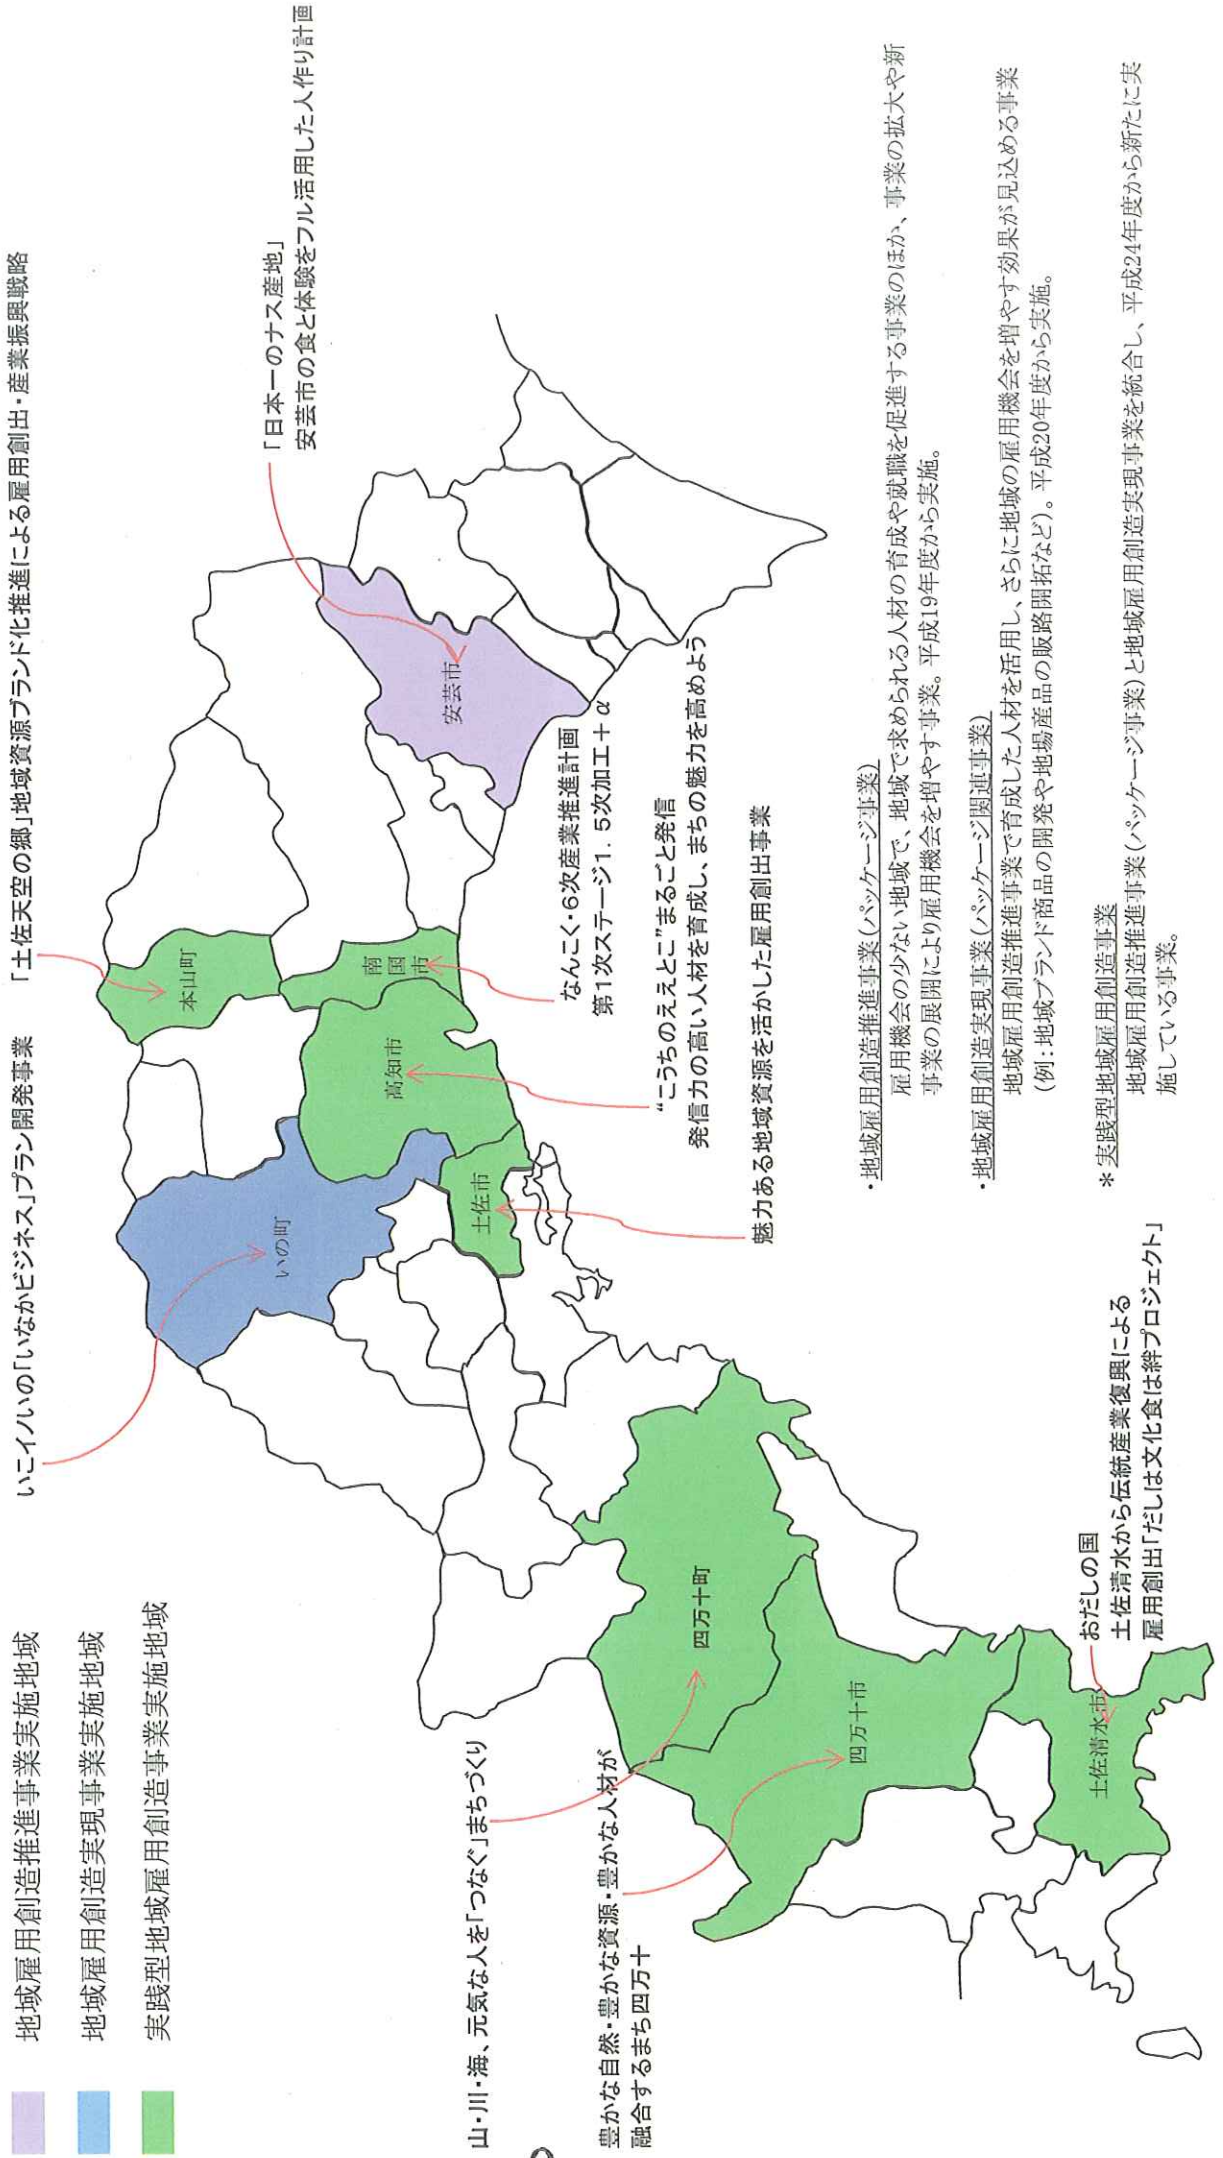 地域雇用創造推進事業実施地域
地域雇用創造実現事業実施地域
実践型地域雇用創造事業実施地域
いこイノいの「いなかビジネス」プラン開発事業
「土佐天空の郷」地域資源ブランド化推進による雇用創出・産業振興戦略
「日本一のナス産地」
安芸市の食と体験をフル活用した人作り計画
本山町
いの町
南
国
市
高知市
安芸市
土佐市
山・川・海、元気な人を「つなぐ」まちづくり
豊かな自然・豊かな資源・豊かな人材が
融合するまち四万十
四万十町
四万十市
土佐清水市
なんこく・6次産業推進計画
第1次ステージ1.5次加工+α
“こうちのええとこ”まるごと発信
発信力の高い人材を育成し、まちの魅力を高めよう
魅力ある地域資源を活かした雇用創出事業
おだしの国
土佐清水から伝統産業復興による
雇用創出「だしは文化食は絆プロジェクト」
・地域雇用創造推進事業(パッケージ事業)
雇用機会の少ない地域で、地域で求められる人材の育成や就職を促進する事業のほか、事業の拡大や新
事業の展開により雇用機会を増やす事業。平成19年度から実施。
・地域雇用創造実現事業(パッケージ関連事業)
地域雇用創造推進事業で育成した人材を活用し、さらに地域の雇用機会を増やす効果が見込める事業
(例:地域ブランド商品の開発や地場産品の販路開拓など)。平成20年度から実施。
*実践型地域雇用創造事業
地域雇用創造推進事業(パッケージ事業)と地域雇用創造実現事業を統合し、平成24年度から新たに実
施している事業。